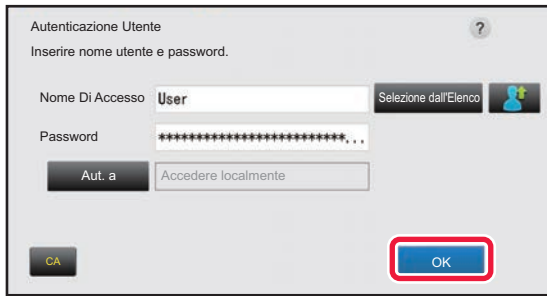 Autenticazione Utente
?
Inserire nome utente e password.
Nome Di Accesso User Selezione dall'Elenco
Password **************************...
Aut. a Accedere localmente
CA OK